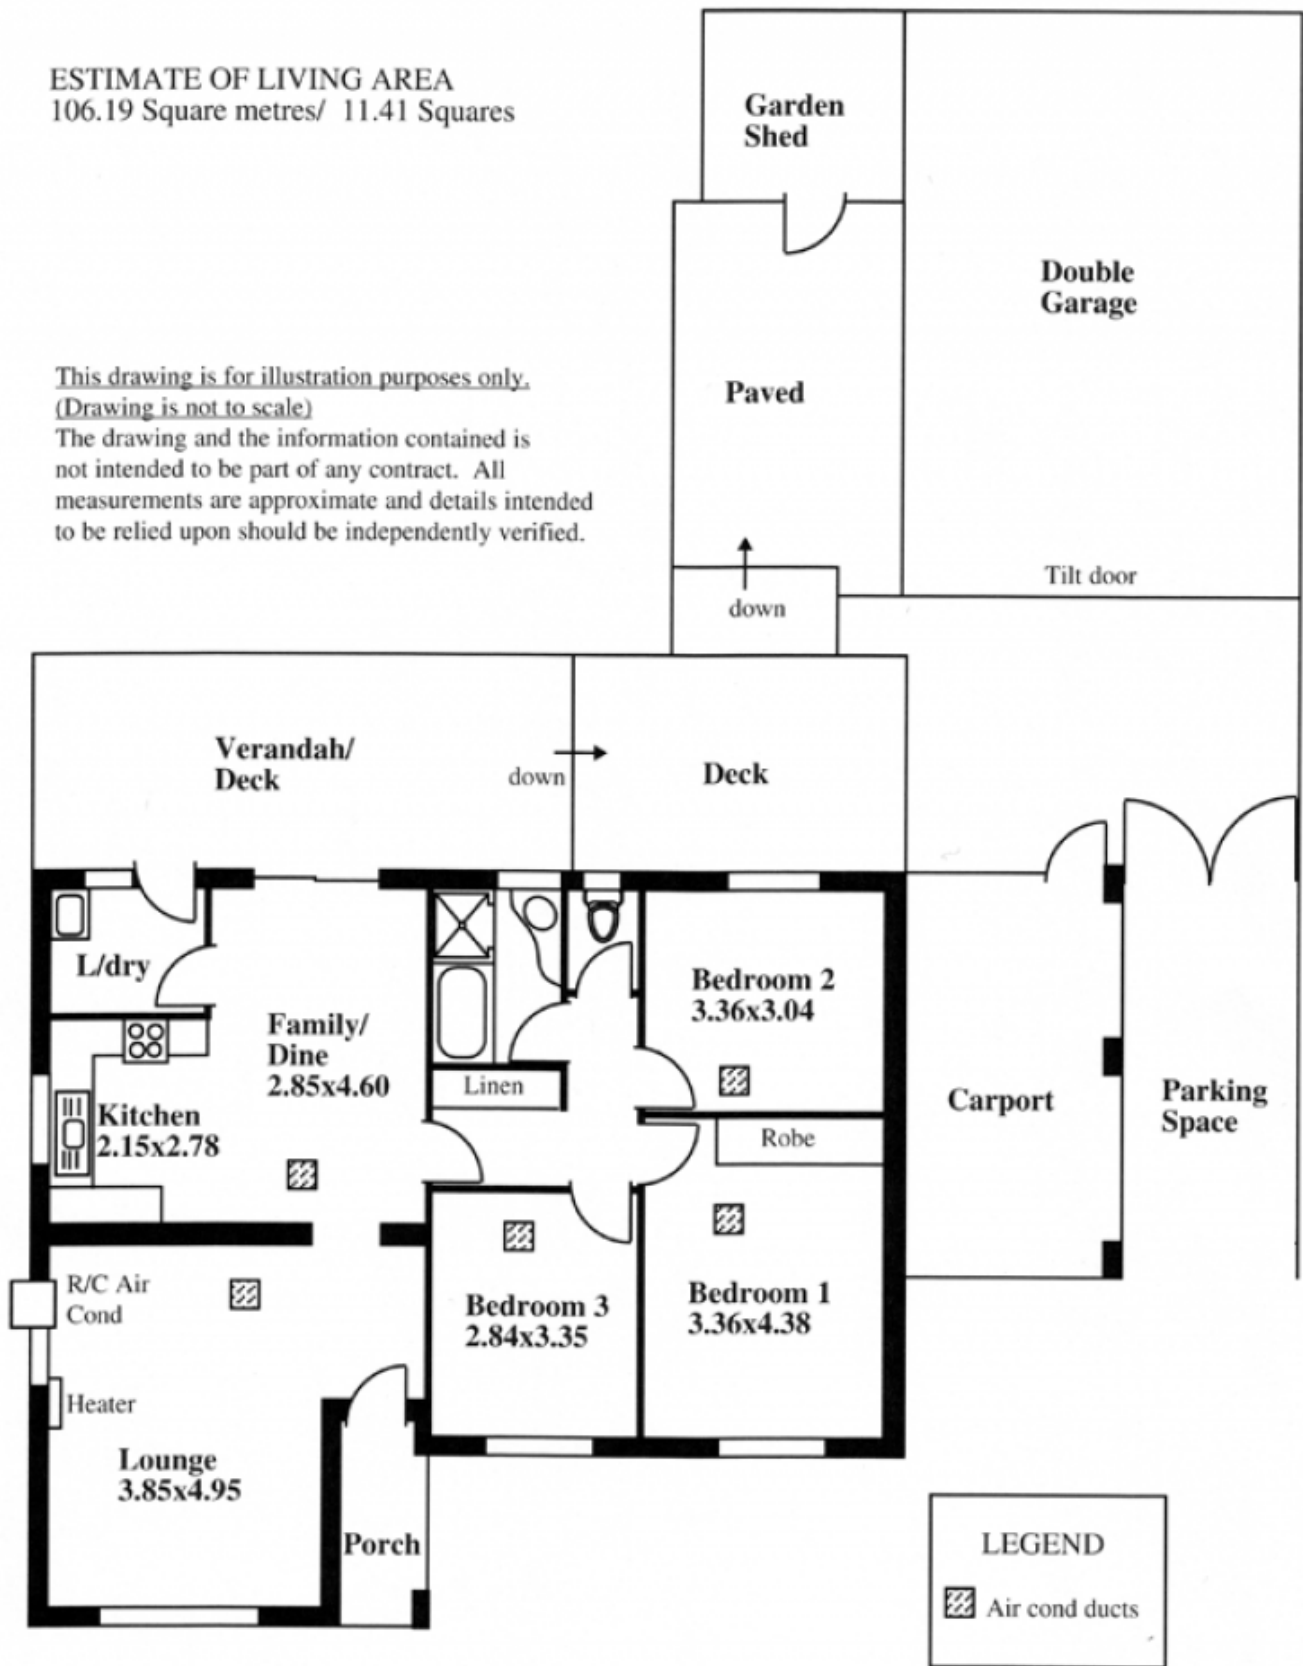 ESTIMATE OF LIVING AREA
106.19 Square metres/ 11.41 Squares
Garden
Shed
Double
Garage
This drawing is for illustration purposes only.
(Drawing is not to scale)
The drawing and the information contained is
not intended to be part of any contract. All
measurements are approximate and details intended
to be relied upon should be independently verified.
Paved
Tilt door
down
Verandah/
Deck
down
Deck
L/dry
Family/
Dine
2.85x4.60
Bedroom 2
3.36x3.04
Linen
Kitchen
2.15x2.78
Carport
Parking
Space
Robe
R/C Air
Cond
Bedroom 3
2.84x3.35
Bedroom 1
3.36x4.38
Heater
Lounge
3.85x4.95
Porch
LEGEND
Air cond ducts